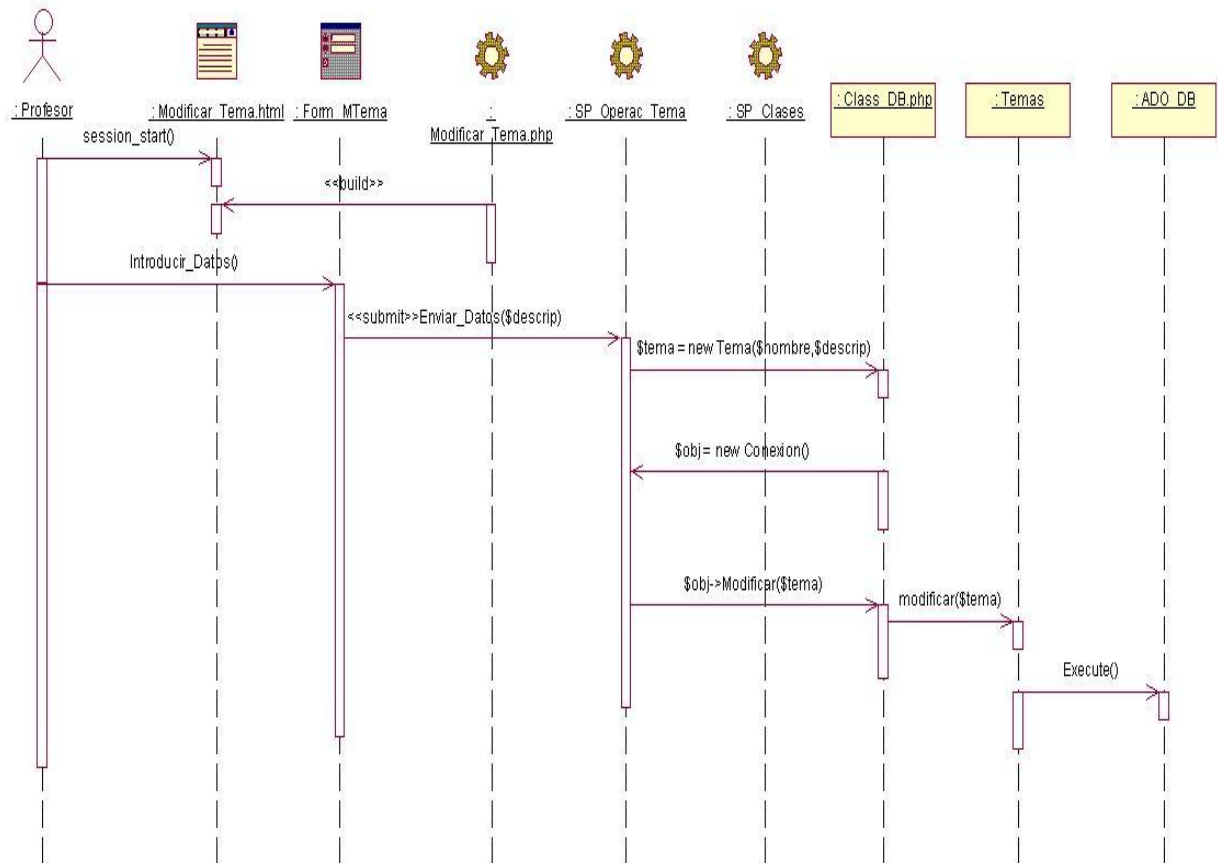 : Profesor
: Modificar_Tema.html
: Form_MTema
:
Modificar_Tema.php
: SP_Operac_Tema
: SP_Clases
: Class_DB.php
: Temas
: ADO_DB
session_start()
<<build>>
Introducir_Datos()
<<submit>>Enviar_Datos($descrip)
$tema = new Tema($nombre,$descrip)
$obj = new Conexion()
$obj->Modificar($tema)
modificar($tema)
Execute()